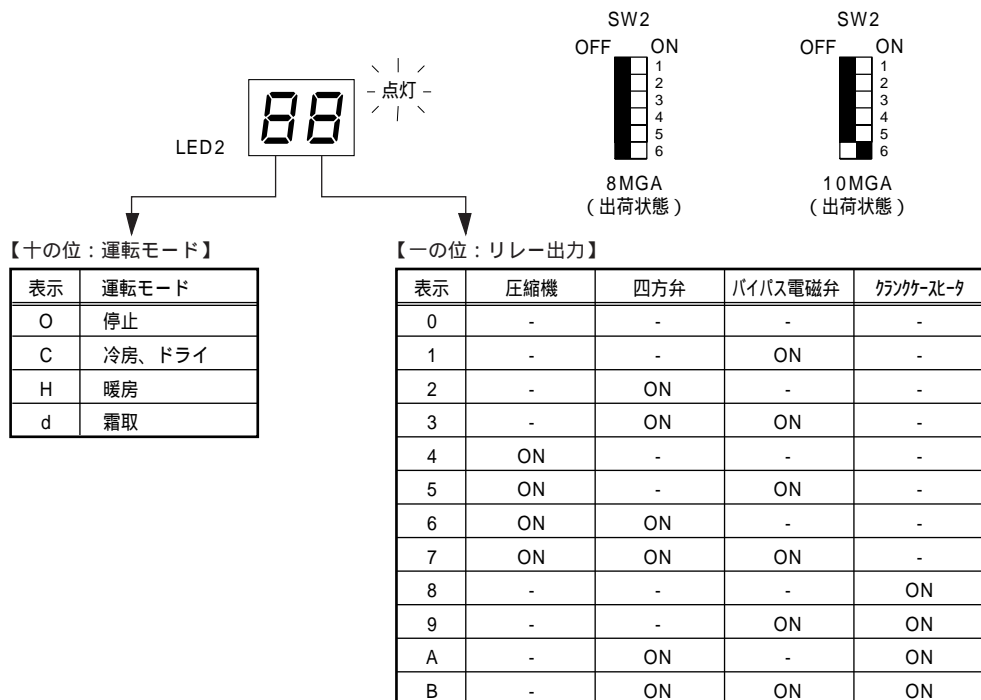 SW2 SW2
OFF ON OFF ON
1 1
2 2
3 3
4 4
5 5
6 6
点灯
88
LED2
8MGA 10MGA
(出荷状態) (出荷状態)
【十の位：運転モード】 【一の位：リレー出力】
表示 運転モード
O 停止
C 冷房、ドライ
H 暖房
d 霜取
表示 圧縮機 四方弁 バイパス電磁弁 クランクケースヒータ
0 - - - -
1 - - ON -
2 - ON - -
3 - ON ON -
4 ON - - -
5 ON - ON -
6 ON ON - -
7 ON ON ON -
8 - - - ON
9 - - ON ON
A - ON - ON
B - ON ON ON